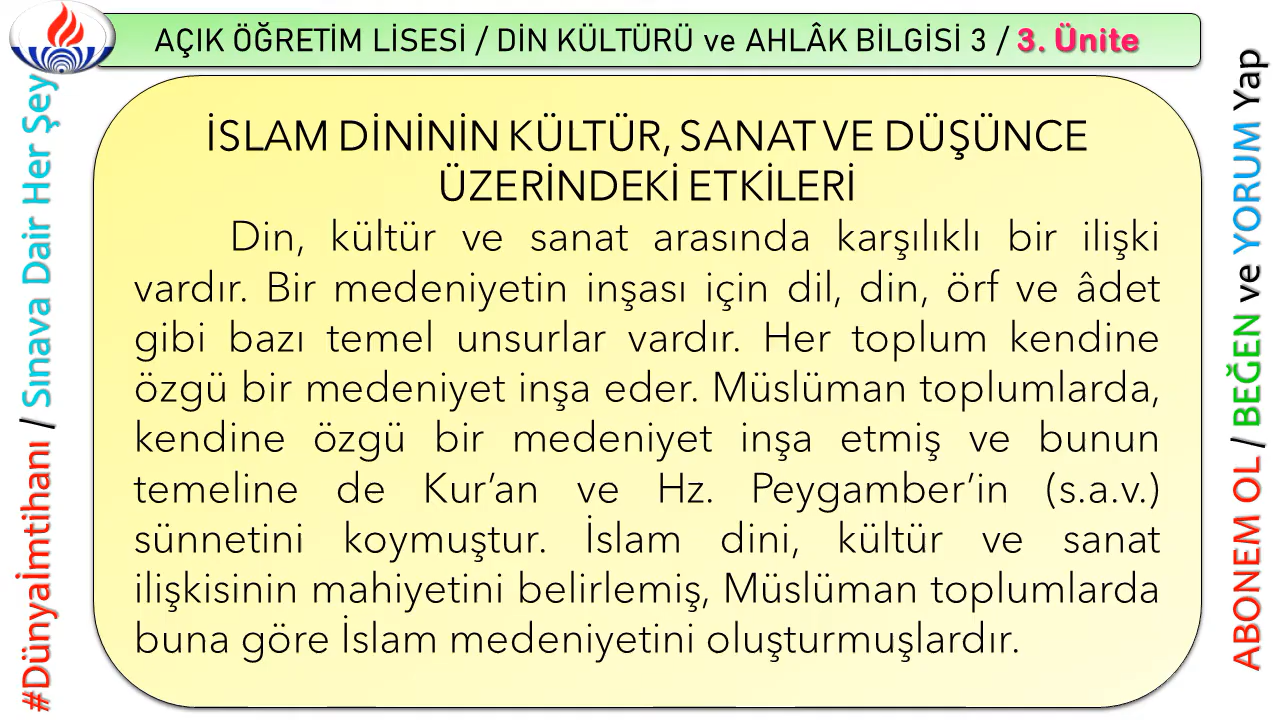 AÇIK ÖĞRETİM LİSESİ / DİN KÜLTÜRÜ ve AHLÂK BİLGİSİ 3 / 3. Ünite
#Dünyaİmtihanı / Sınava Dair Her Şey
İSLAM DİNİNİN KÜLTÜR, SANAT VE DÜŞÜNCE
ÜZERİNDEKİ ETKİLERİ
Din, kültür ve sanat arasında karşılıklı bir ilişki
vardır. Bir medeniyetin inşası için dil, din, örf ve âdet
gibi bazı temel unsurlar vardır. Her toplum kendine
özgü bir medeniyet inşa eder. Müslüman toplumlarda,
kendine özgü bir medeniyet inşa etmiş ve bunun
temeline de Kur’an ve Hz. Peygamber’in (s.a.v.)
sünnetini koymuştur. İslam dini, kültür ve sanat
ilişkisinin mahiyetini belirlemiş, Müslüman toplumlarda
buna göre İslam medeniyetini oluşturmuşlardır.
ABONEM OL / BEĞEN ve YORUM Yap